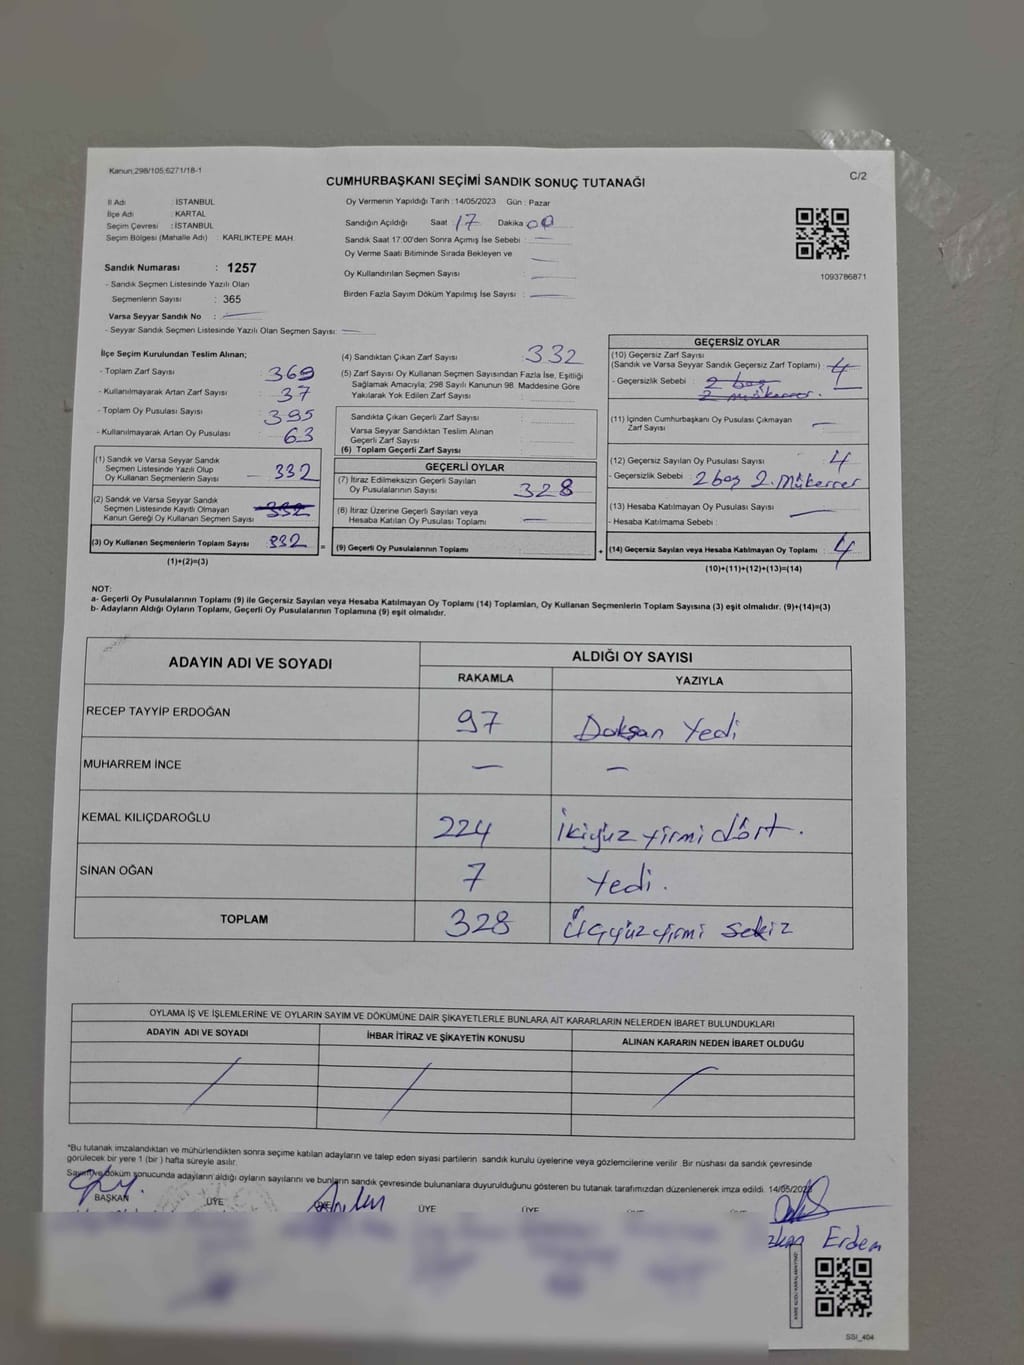 Kanun;298/105;6271/18-1
CUMHURBAŞKANI SEÇİMİ SANDIK SONUÇ TUTANAĞI
C/2
İl Adı : İSTANBUL
İlçe Adı : KARTAL
Seçim Çevresi : İSTANBUL
Seçim Bölgesi (Mahalle Adı) : KARLIKTEPE MAH.
Sandık Numarası : 1257
- Sandık Seçmen Listesinde Yazılı Olan
Seçmenlerin Sayısı : 365
Varsa Seyyar Sandık No :
- Seyyar Sandık Seçmen Listesinde Yazılı Olan Seçmen Sayısı:
Oy Vermenin Yapıldığı Tarih : 14/05/2023 Gün : Pazar
Sandığın Açıldığı Saat : 17 Dakika 00
Sandık Saat 17:00'den Sonra Açımış İse Sebebi :
Oy Verme Saati Bitiminde Sırada Bekleyen ve
Oy Kullandırılan Seçmen Sayısı :
Birden Fazla Sayım Döküm Yapılmış İse Sayısı :
1093786871
İlçe Seçim Kurulundan Teslim Alınan;
- Toplam Zarf Sayısı : 369
- Kullanılmayarak Artan Zarf Sayısı : 37
- Toplam Oy Pusulası Sayısı : 395
- Kullanılmayarak Artan Oy Pusulası : 63
(1) Sandık ve Varsa Seyyar Sandık
Seçmen Listesinde Yazılı Olup
Oy Kullanan Seçmenlerin Sayısı 332
(2) Sandık ve Varsa Seyyar Sandık
Seçmen Listesinde Kayıtlı Olmayan
Kanun Gereği Oy Kullanan Seçmen Sayısı 332
(3) Oy Kullanan Seçmenlerin Toplam Sayısı 332
(1)+(2)=(3)
(4) Sandıktan Çıkan Zarf Sayısı : 332
(5) Zarf Sayısı Oy Kullanan Seçmen Sayısından Fazla İse, Eşitliği
Sağlamak Amacıyla; 298 Sayılı Kanunun 98. Maddesine Göre
Yakılarak Yok Edilen Zarf Sayısı :
Sandıkta Çıkan Geçerli Zarf Sayısı :
Varsa Seyyar Sandıktan Teslim Alınan
Geçerli Zarf Sayısı :
(6) Toplam Geçerli Zarf Sayısı
GEÇERLİ OYLAR
(7) İtiraz Edilmeksizin Geçerli Sayılan
Oy Pusulalarının Sayısı : 328
(8) İtiraz Üzerine Geçerli Sayılan veya
Hesaba Katılan Oy Pusulası Toplamı :
= (9) Geçerli Oy Pusulalarının Toplamı :
GEÇERSİZ OYLAR
(10) Geçersiz Zarf Sayısı
(Sandık ve Varsa Seyyar Sandık Geçersiz Zarf Toplamı) : 4
- Geçersizlik Sebebi : 2 boş
2 mükerrer.
(11) İçinden Cumhurbaşkanı Oy Pusulası Çıkmayan
Zarf Sayısı :
(12) Geçersiz Sayılan Oy Pusulası Sayısı : 4
- Geçersizlik Sebebi : 2 boş 2. Mükerrer
(13) Hesaba Katılmayan Oy Pusulası Sayısı :
- Hesaba Katılmama Sebebi :
+ (14) Geçersiz Sayılan veya Hesaba Katılmayan Oy Toplamı : 4
(10)+(11)+(12)+(13)=(14)
NOT:
a- Geçerli Oy Pusulalarının Toplamı (9) ile Geçersiz Sayılan veya Hesaba Katılmayan Oy Toplamı (14) Toplamları, Oy Kullanan Seçmenlerin Toplam Sayısına (3) eşit olmalıdır. (9)+(14)=(3)
b- Adayların Aldığı Oyların Toplamı, Geçerli Oy Pusulalarının Toplamına (9) eşit olmalıdır.
ADAYIN ADI VE SOYADI
ALDIĞI OY SAYISI
RAKAMLA YAZIYLA
RECEP TAYYİP ERDOĞAN 97 Doksan Yedi
MUHARREM İNCE – –
KEMAL KILIÇDAROĞLU 224 İkiyüz yirmi dört.
SİNAN OĞAN 7 Yedi.
TOPLAM 328 Üçyüz yirmi sekiz
OYLAMA İŞ VE İŞLEMLERİNE VE OYLARIN SAYIM VE DÖKÜMÜNE DAİR ŞİKAYETLERLE BUNLARA AİT KARARLARIN NELERDEN İBARET BULUNDUKLARI
ADAYIN ADI VE SOYADI İHBAR İTİRAZ VE ŞİKAYETİN KONUSU ALINAN KARARIN NEDEN İBARET OLDUĞU
*Bu tutanak imzalandıktan ve mühürlendikten sonra seçime katılan adayların ve talep eden siyasi partilerin sandık kurulu üyelerine veya gözlemcilerine verilir. Bir nüshası da sandık çevresinde
görülecek bir yere 1 (bir ) hafta süreyle asılır.
Sayım ve döküm sonucunda adayların aldığı oyların sayılarını ve bunların sandık çevresinde bulunanlara duyurulduğunu gösteren bu tutanak tarafımızdan düzenlenerek imza edildi. 14/05/2023
BAŞKAN ÜYE ÜYE ÜYE ÜYE
Erdem
SSI_404